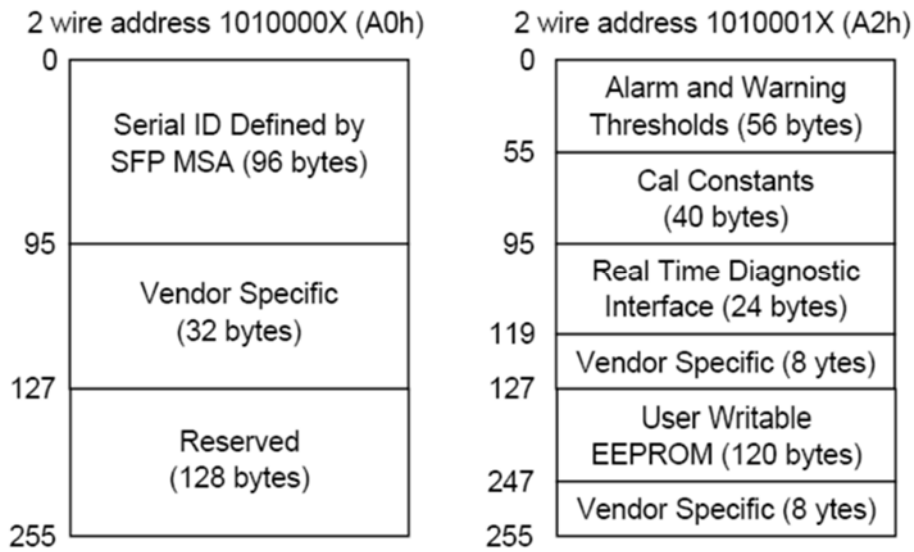 2 wire address 1010000X (A0h)
0
Serial ID Defined by
SFP MSA (96 bytes)
95
Vendor Specific
(32 bytes)
127
Reserved
(128 bytes)
255
2 wire address 1010001X (A2h)
0
Alarm and Warning
Thresholds (56 bytes)
55
Cal Constants
(40 bytes)
95
Real Time Diagnostic
Interface (24 bytes)
119
Vendor Specific (8 ytes)
127
User Writable
EEPROM (120 bytes)
247
Vendor Specific (8 ytes)
255